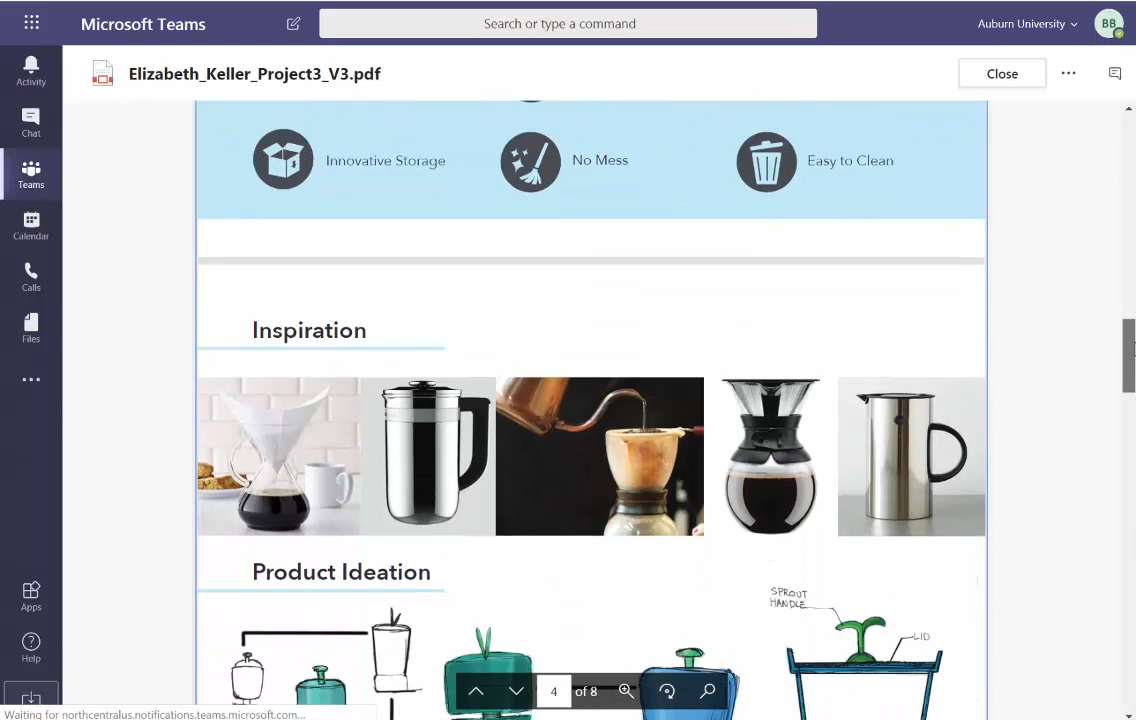 Microsoft Teams
Search or type a command
Auburn University
BB
Activity
Chat
Teams
Calendar
Calls
Files
Apps
Help
Elizabeth_Keller_Project3_V3.pdf
Close
Innovative Storage
No Mess
Easy to Clean
Inspiration
Product Ideation
SPROUT
HANDLE
LID
4 of 8
Waiting for northcentralus.notifications.teams.microsoft.com...